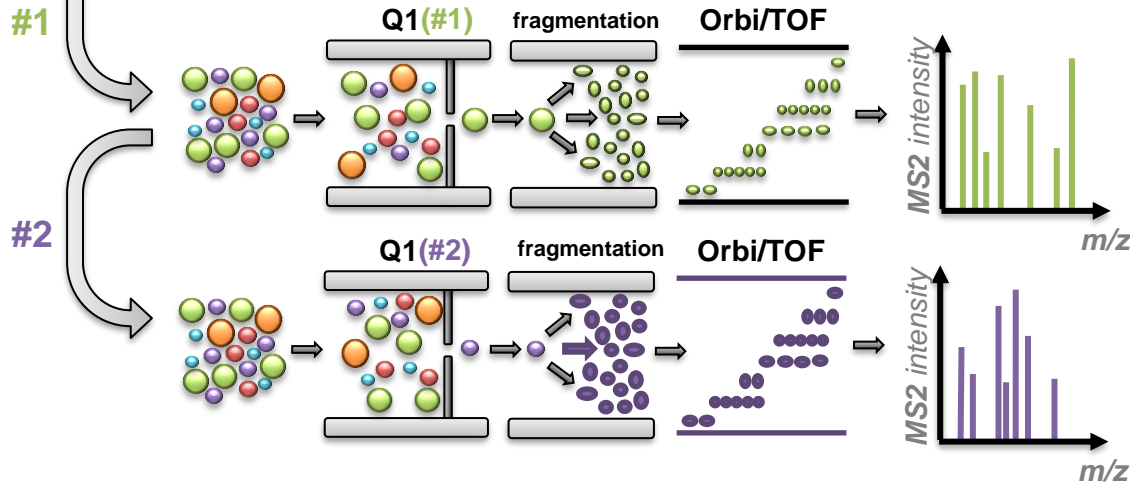 #1
Q1(#1)
fragmentation
Orbi/TOF
MS2 intensity
m/z
#2
Q1(#2)
fragmentation
Orbi/TOF
MS2 intensity
m/z